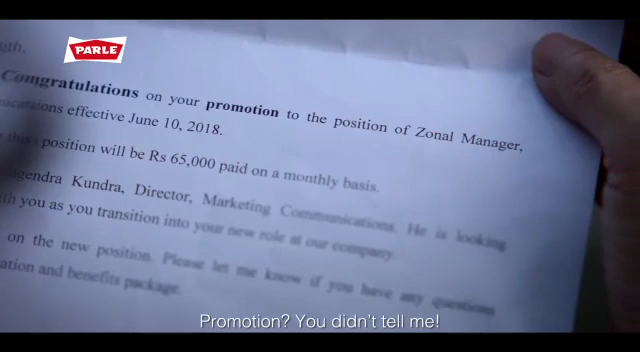 PARLE
Comgratulations on your promotion to the position of Zonal Manager,
effective June 10, 2018.
position will be Rs 65,000 paid on a monthly basis.
Kundra, Director, Marketing Communications. He is looking
you as you transition into your new role at our company
on the new position. Please let me know if you have any questions
and benefits package.
Promotion? You didn't tell me!